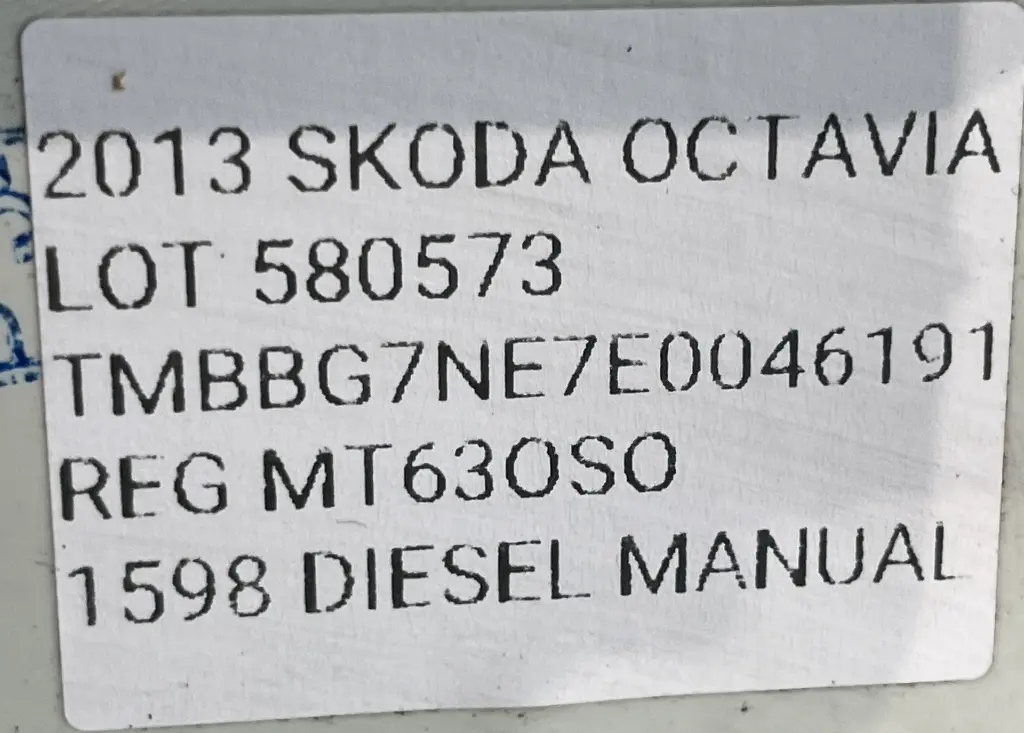 2013 SKODA OCTAVIA
LOT 580573
TMBBG7NE7E0046191
REG MT63OSO
1598 DIESEL MANUAL